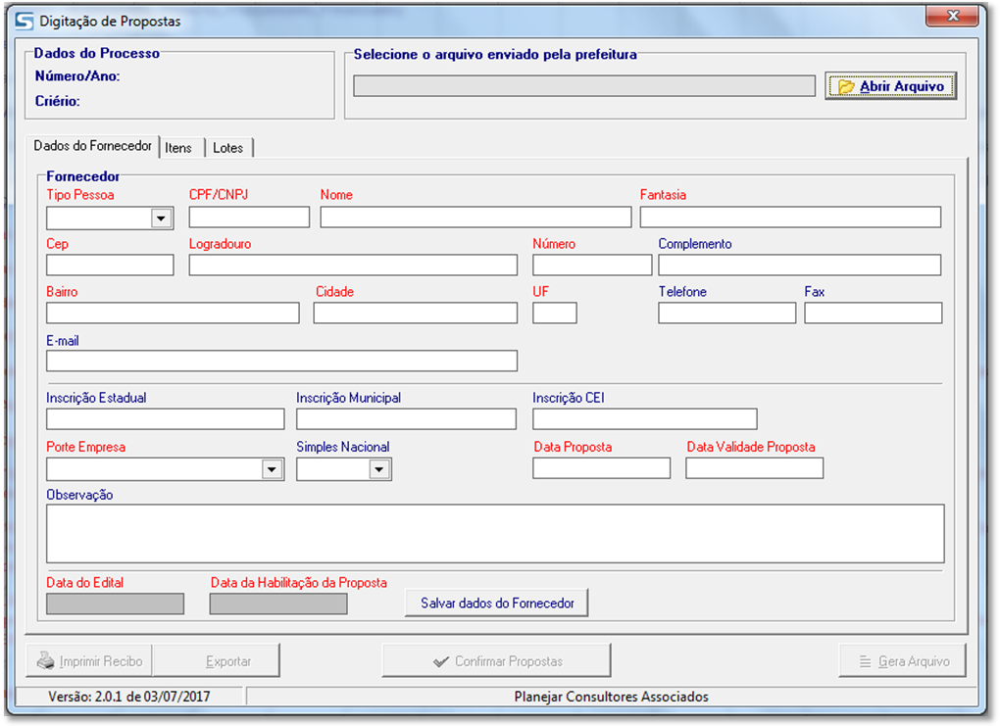 Digitação de Propostas
Dados do Processo
Selecione o arquivo enviado pela prefeitura
Número/Ano:
Criério:
Abrir Arquivo
Dados do Fornecedor Itens Lotes
Fornecedor
Tipo Pessoa CPF/CNPJ Nome Fantasia
Cep Logradouro Número Complemento
Bairro Cidade UF Telefone Fax
E-mail
Inscrição Estadual Inscrição Municipal Inscrição CEI
Porte Empresa Simples Nacional Data Proposta Data Validade Proposta
Observação
Data do Edital Data da Habilitação da Proposta
Salvar dados do Fornecedor
Imprimir Recibo Exportar Confirmar Propostas Gera Arquivo
Versão: 2.0.1 de 03/07/2017 Planejar Consultores Associados